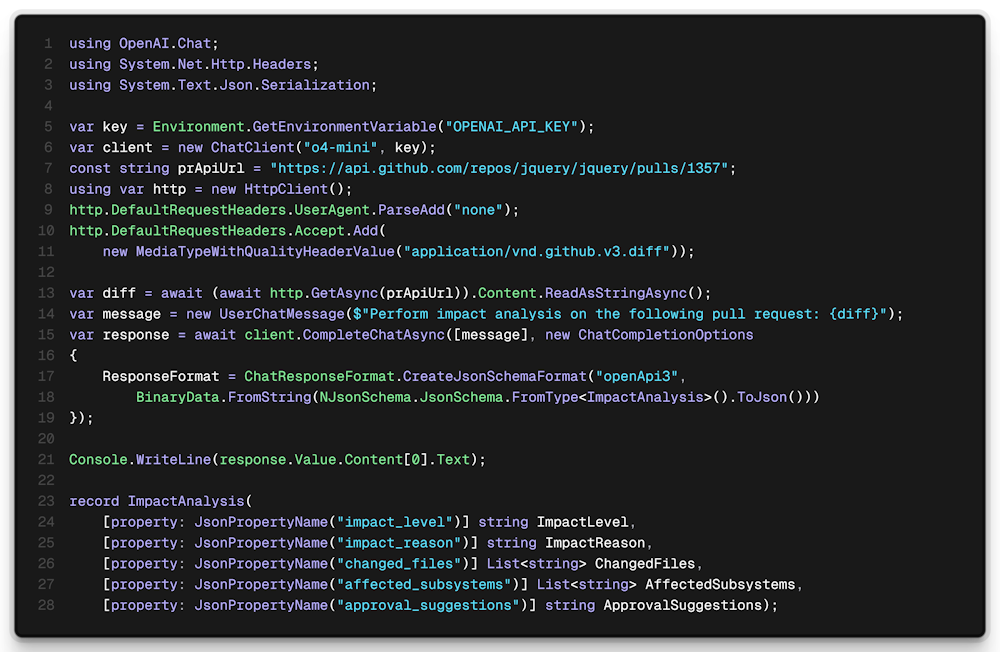 1 using OpenAI.Chat;
2 using System.Net.Http.Headers;
3 using System.Text.Json.Serialization;
4
5 var key = Environment.GetEnvironmentVariable("OPENAI_API_KEY");
6 var client = new ChatClient("o4-mini", key);
7 const string prApiUrl = "https://api.github.com/repos/jquery/jquery/pulls/1357";
8 using var http = new HttpClient();
9 http.DefaultRequestHeaders.UserAgent.ParseAdd("none");
10 http.DefaultRequestHeaders.Accept.Add(
11     new MediaTypeWithQualityHeaderValue("application/vnd.github.v3.diff"));
12
13 var diff = await (await http.GetAsync(prApiUrl)).Content.ReadAsStringAsync();
14 var message = new UserChatMessage($"Perform impact analysis on the following pull request: {diff}");
15 var response = await client.CompleteChatAsync([message], new ChatCompletionOptions
16 {
17     ResponseFormat = ChatResponseFormat.CreateJsonSchemaFormat("openApi3",
18         BinaryData.FromString(NJsonSchema.JsonSchema.FromType<ImpactAnalysis>().ToJson()))
19 });
20
21 Console.WriteLine(response.Value.Content[0].Text);
22
23 record ImpactAnalysis(
24     [property: JsonPropertyName("impact_level")] string ImpactLevel,
25     [property: JsonPropertyName("impact_reason")] string ImpactReason,
26     [property: JsonPropertyName("changed_files")] List<string> ChangedFiles,
27     [property: JsonPropertyName("affected_subsystems")] List<string> AffectedSubsystems,
28     [property: JsonPropertyName("approval_suggestions")] string ApprovalSuggestions);